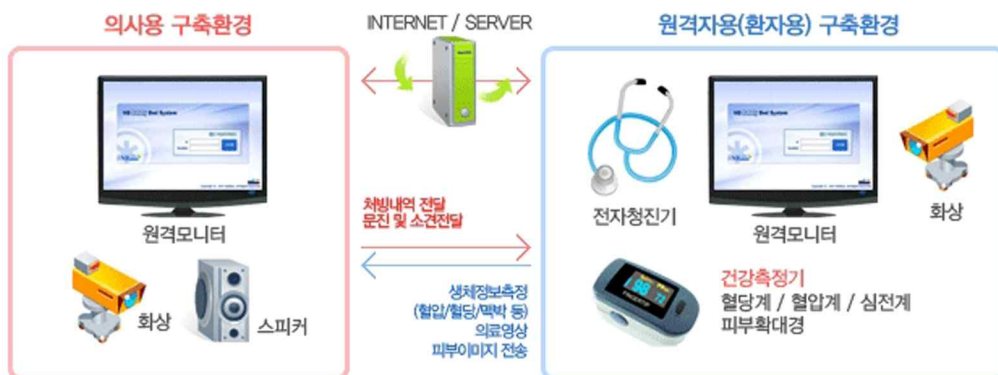 의사용 구축환경
INTERNET / SERVER
원격자용(환자용) 구축환경
원격모니터
화상
스피커
처방내역 전달
문진 및 소견전달
생체정보측정
(혈압/혈당/맥박 등)
의료영상
피부이미지 전송
전자청진기
원격모니터
화상
건강측정기
혈당계 / 혈압계 / 심전계
피부확대경